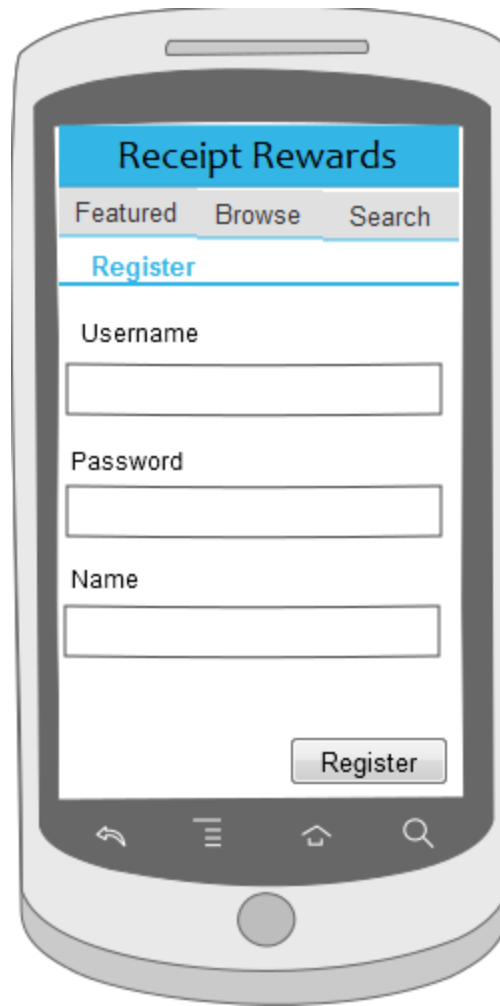 Receipt Rewards
Featured Browse Search
Register
Username
Password
Name
Register